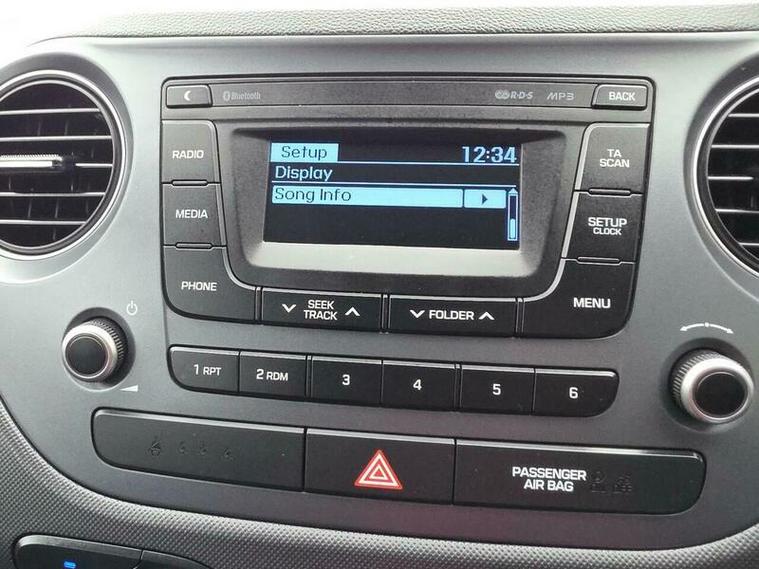 Bluetooth
R·D·S
MP3
BACK
RADIO
Setup 12:34
TA
SCAN
Display
MEDIA
Song Info
SETUP
CLOCK
PHONE
SEEK
TRACK
FOLDER
MENU
1 RPT
2 RDM
3
4
5
6
PASSENGER
AIR BAG